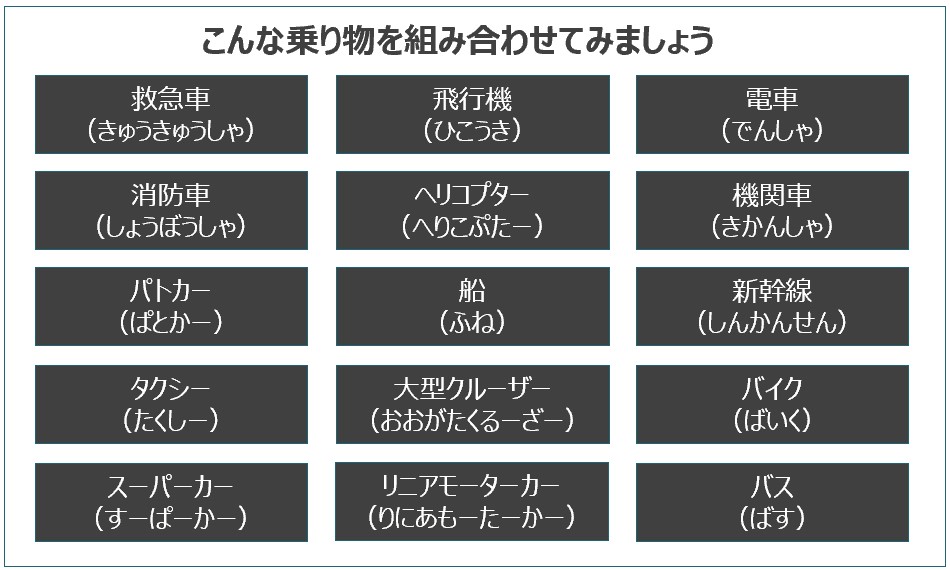 こんな乗り物を組み合わせてみましょう
救急車
（きゅうきゅうしゃ）
飛行機
（ひこうき）
電車
（でんしゃ）
消防車
（しょうぼうしゃ）
ヘリコプター
（へりこぷたー）
機関車
（きかんしゃ）
パトカー
（ぱとかー）
船
（ふね）
新幹線
（しんかんせん）
タクシー
（たくしー）
大型クルーザー
（おおがたくるーざー）
バイク
（ばいく）
スーパーカー
（すーぱーかー）
リニアモーターカー
（りにあもーたーかー）
バス
（ばす）